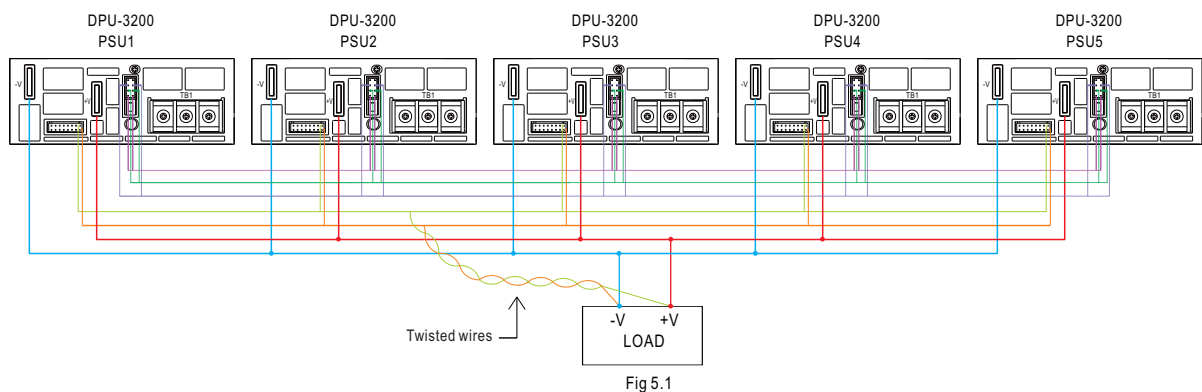 DPU-3200 DPU-3200 DPU-3200 DPU-3200 DPU-3200
PSU1 PSU2 PSU3 PSU4 PSU5
-V +V TB1 -V +V TB1 -V +V TB1 -V +V TB1 -V +V TB1
Twisted wires
-V +V
LOAD
Fig 5.1